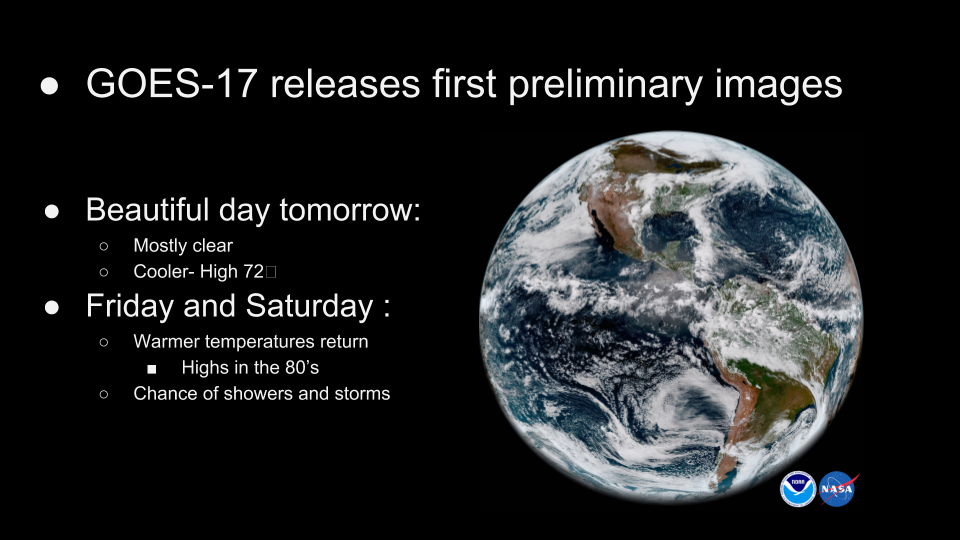 ● GOES-17 releases first preliminary images
● Beautiful day tomorrow:
○ Mostly clear
○ Cooler- High 72□
● Friday and Saturday :
○ Warmer temperatures return
■ Highs in the 80’s
○ Chance of showers and storms
NOAA NASA